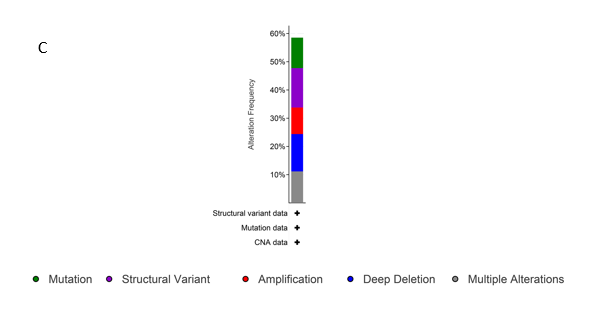 C
60%
50%
40%
30%
20%
10%
Alteration Frequency
Structural variant data +
Mutation data +
CNA data +
Mutation Structural Variant Amplification Deep Deletion Multiple Alterations